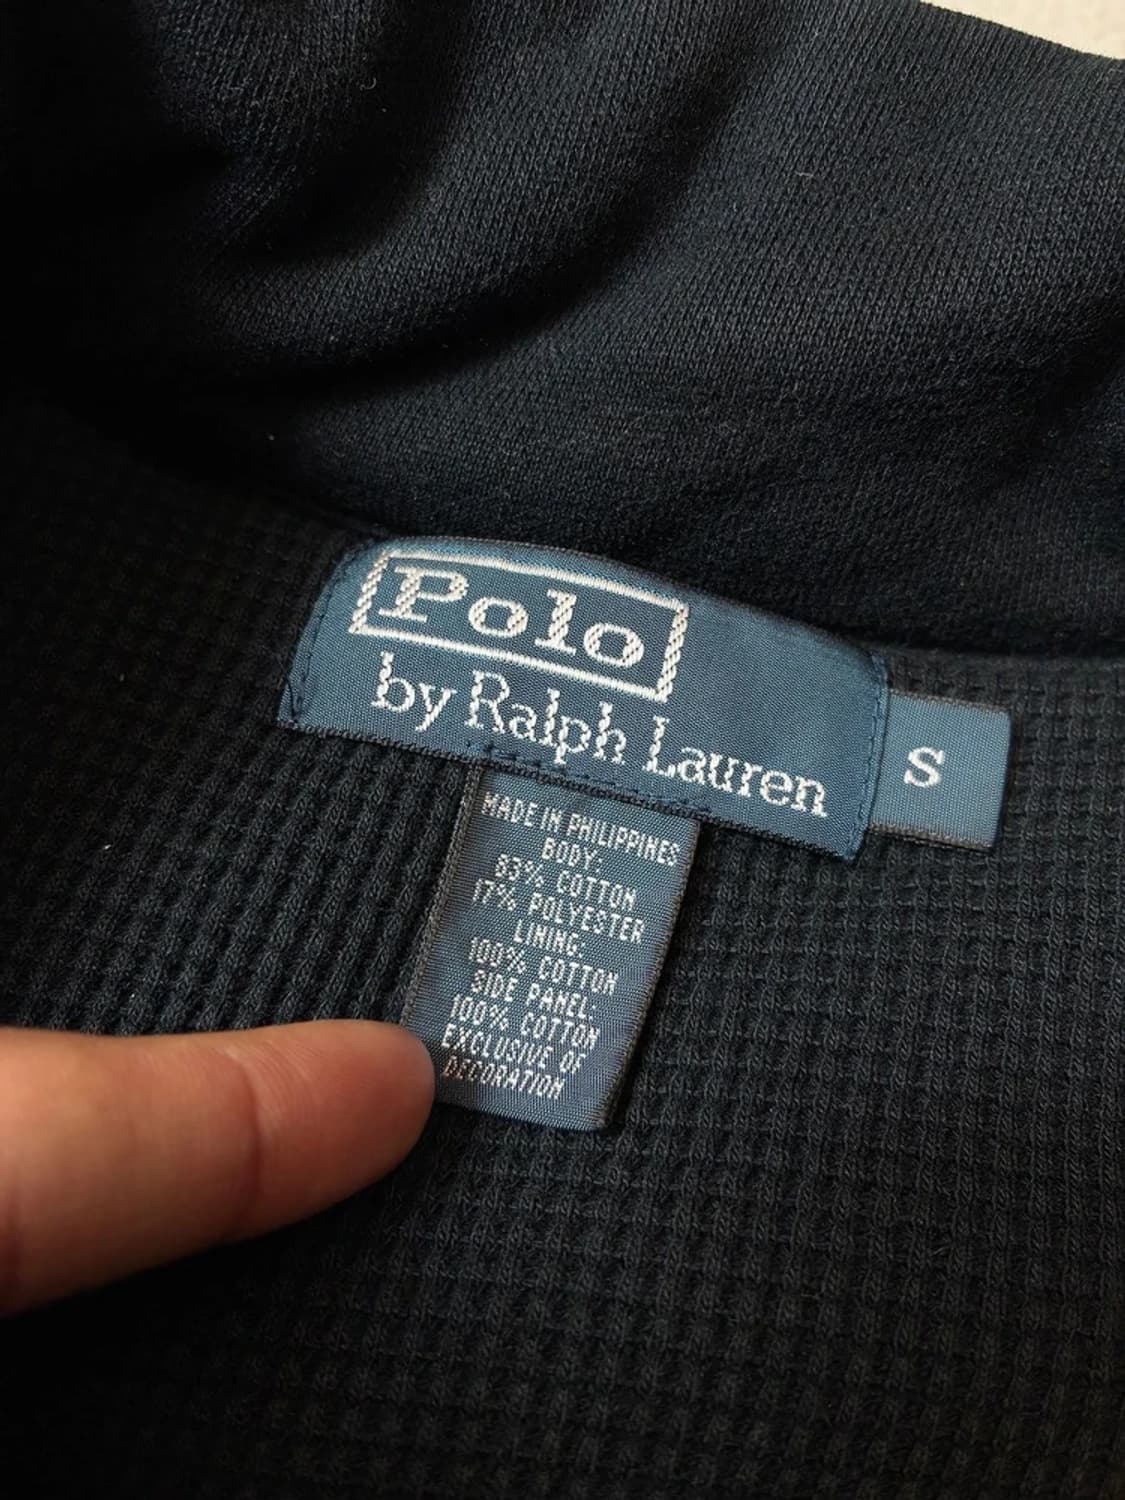 Polo
by Ralph Lauren
S
MADE IN PHILIPPINES
BODY:
83% COTTON
17% POLYESTER
LINING:
100% COTTON
SIDE PANEL:
100% COTTON
EXCLUSIVE OF
DECORATION